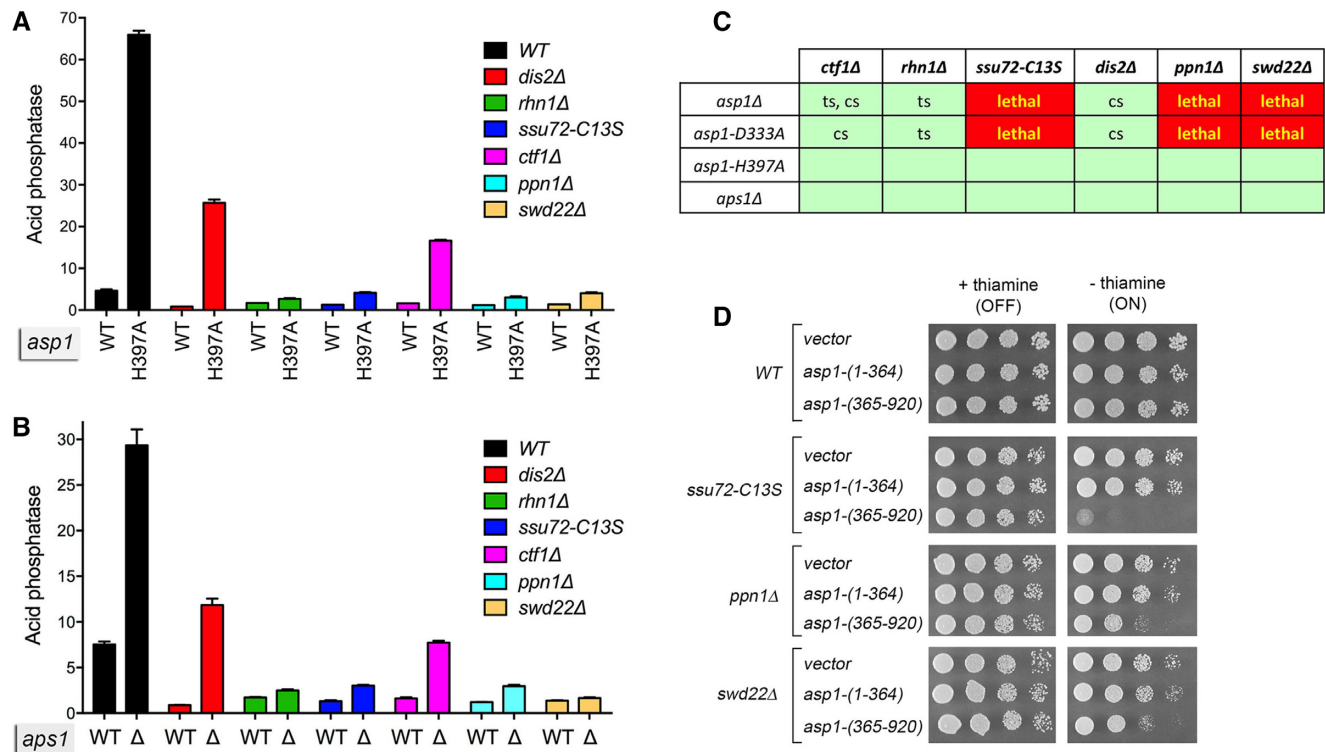 A
Acid phosphatase
70
60
50
40
30
20
10
0
WT
dis2Δ
rhn1Δ
ssu72-C13S
ctf1Δ
ppn1Δ
swd22Δ
asp1
WT H397A WT H397A WT H397A WT H397A WT H397A WT H397A WT H397A
B
Acid phosphatase
30
25
20
15
10
5
0
WT
dis2Δ
rhn1Δ
ssu72-C13S
ctf1Δ
ppn1Δ
swd22Δ
aps1
WT Δ WT Δ WT Δ WT Δ WT Δ WT Δ WT Δ
C
ctf1Δ rhn1Δ ssu72-C13S dis2Δ ppn1Δ swd22Δ
asp1Δ ts, cs ts lethal cs lethal lethal
asp1-D333A cs ts lethal cs lethal lethal
asp1-H397A
aps1Δ
D
+ thiamine - thiamine
(OFF) (ON)
WT
vector
asp1-(1-364)
asp1-(365-920)
ssu72-C13S
vector
asp1-(1-364)
asp1-(365-920)
ppn1Δ
vector
asp1-(1-364)
asp1-(365-920)
swd22Δ
vector
asp1-(1-364)
asp1-(365-920)